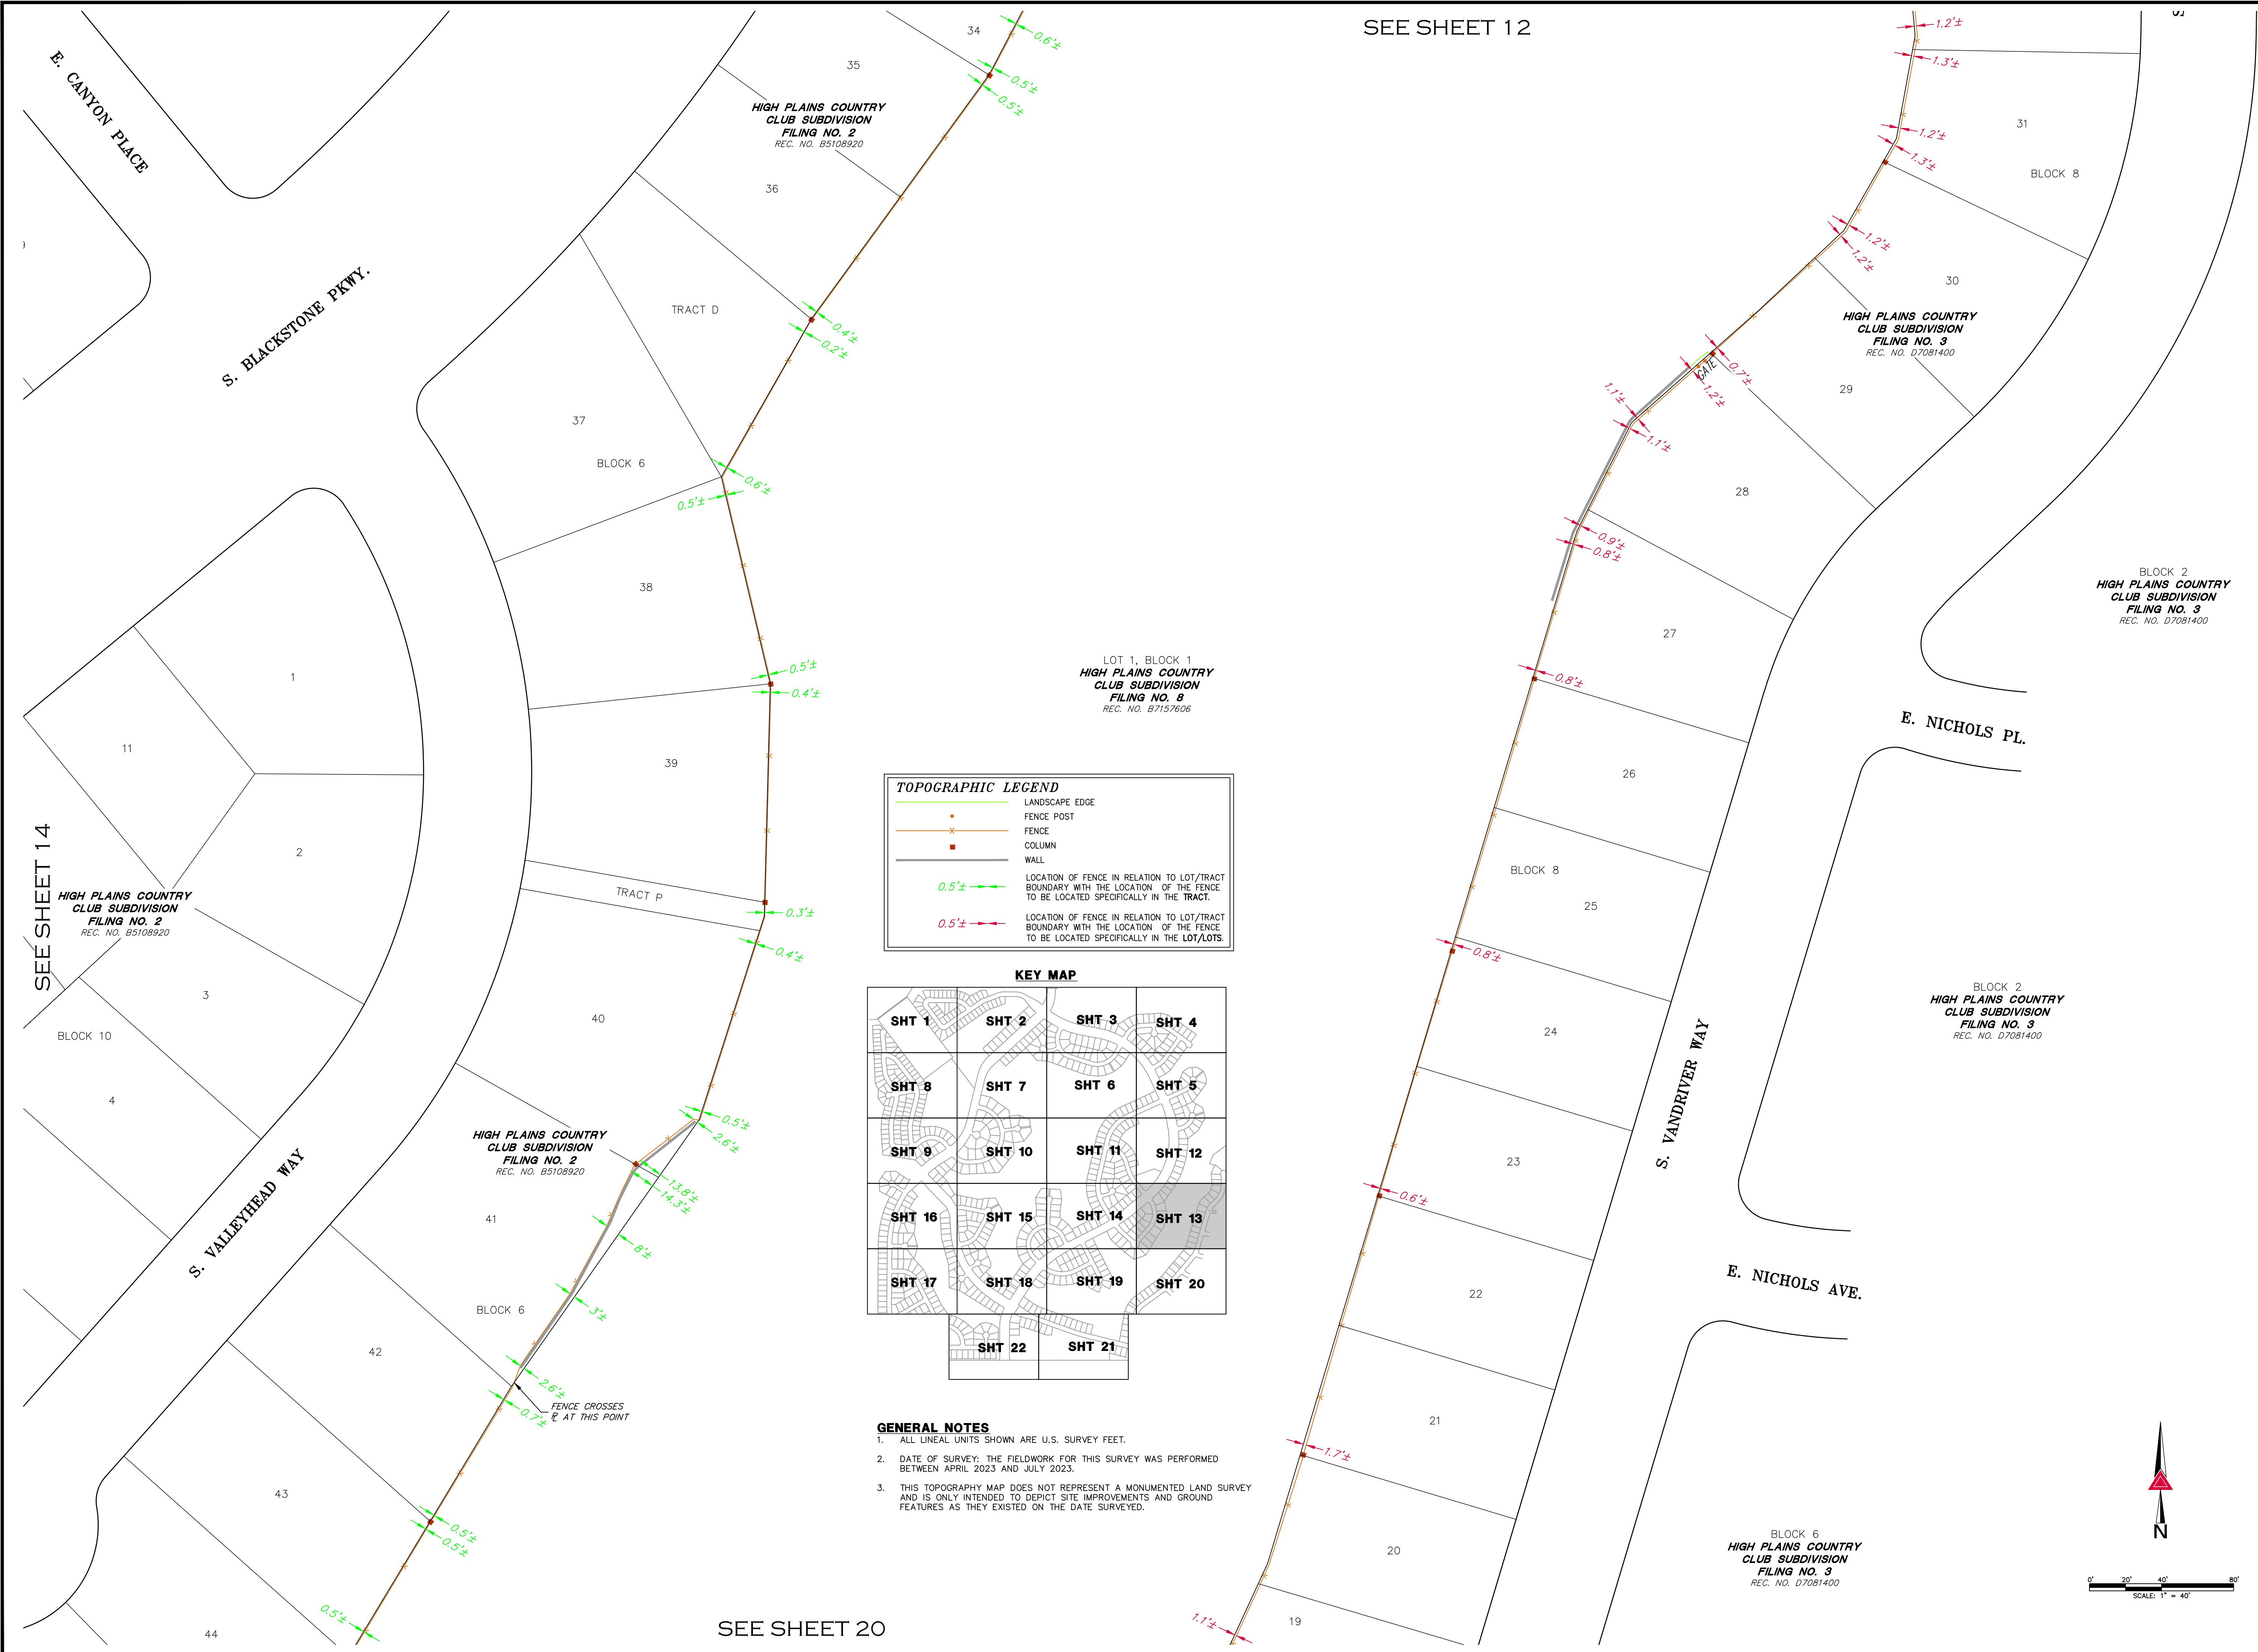 SEE SHEET 12
SEE SHEET 14
SEE SHEET 20
E. CANYON PLACE
S. BLACKSTONE PKWY.
S. VALLEYHEAD WAY
34
35
HIGH PLAINS COUNTRY
CLUB SUBDIVISION
FILING NO. 2
REC. NO. B5108920
36
TRACT D
37
BLOCK 6
38
39
TRACT P
40
HIGH PLAINS COUNTRY
CLUB SUBDIVISION
FILING NO. 2
REC. NO. B5108920
41
BLOCK 6
42
43
44
1
11
2
HIGH PLAINS COUNTRY
CLUB SUBDIVISION
FILING NO. 2
REC. NO. B5108920
3
BLOCK 10
4
0.6'±
0.5'±
0.5'±
0.4'±
0.2'±
0.6'±
0.5'±
0.5'±
0.4'±
0.3'±
0.4'±
0.5'±
2.6'±
13.8'±
14.3'±
8'±
3'±
2.6'±
0.7'±
FENCE CROSSES
℄ AT THIS POINT
0.5'±
0.5'±
0.5'±
LOT 1, BLOCK 1
HIGH PLAINS COUNTRY
CLUB SUBDIVISION
FILING NO. 8
REC. NO. B7157606
TOPOGRAPHIC LEGEND
LANDSCAPE EDGE
FENCE POST
FENCE
COLUMN
WALL
0.5'±
LOCATION OF FENCE IN RELATION TO LOT/TRACT
BOUNDARY WITH THE LOCATION OF THE FENCE
TO BE LOCATED SPECIFICALLY IN THE TRACT.
0.5'±
LOCATION OF FENCE IN RELATION TO LOT/TRACT
BOUNDARY WITH THE LOCATION OF THE FENCE
TO BE LOCATED SPECIFICALLY IN THE LOT/LOTS.
KEY MAP
SHT 1 SHT 2 SHT 3 SHT 4
SHT 8 SHT 7 SHT 6 SHT 5
SHT 9 SHT 10 SHT 11 SHT 12
SHT 16 SHT 15 SHT 14 SHT 13
SHT 17 SHT 18 SHT 19 SHT 20
SHT 22 SHT 21
GENERAL NOTES
1. ALL LINEAL UNITS SHOWN ARE U.S. SURVEY FEET.
2. DATE OF SURVEY: THE FIELDWORK FOR THIS SURVEY WAS PERFORMED
BETWEEN APRIL 2023 AND JULY 2023.
3. THIS TOPOGRAPHY MAP DOES NOT REPRESENT A MONUMENTED LAND SURVEY
AND IS ONLY INTENDED TO DEPICT SITE IMPROVEMENTS AND GROUND
FEATURES AS THEY EXISTED ON THE DATE SURVEYED.
1.2'±
1.3'±
31
BLOCK 8
1.2'±
1.3'±
1.2'±
1.2'±
30
HIGH PLAINS COUNTRY
CLUB SUBDIVISION
FILING NO. 3
REC. NO. D7081400
GATE
0.7'±
1.2'±
29
1.1'±
1.1'±
28
0.9'±
0.8'±
27
0.8'±
26
BLOCK 8
25
0.8'±
24
23
0.6'±
22
21
1.7'±
20
19
1.1'±
S. VANDRIVER WAY
E. NICHOLS PL.
E. NICHOLS AVE.
BLOCK 2
HIGH PLAINS COUNTRY
CLUB SUBDIVISION
FILING NO. 3
REC. NO. D7081400
BLOCK 2
HIGH PLAINS COUNTRY
CLUB SUBDIVISION
FILING NO. 3
REC. NO. D7081400
BLOCK 6
HIGH PLAINS COUNTRY
CLUB SUBDIVISION
FILING NO. 3
REC. NO. D7081400
N
0' 20' 40' 80'
SCALE: 1" = 40'